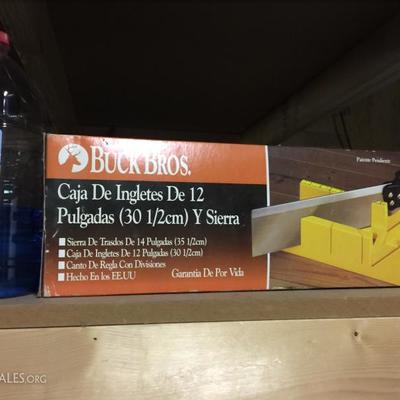 BUCK BROS.
Patente Pendiente
Caja De Ingletes De 12
Pulgadas (30 1/2cm) Y Sierra
Sierra De Trasdos De 14 Pulgadas (35 1/2cm)
Caja De Ingletes De 12 Pulgadas (30 1/2cm)
Canto De Regla Con Divisiones
Hecho En los EE.UU
Garantia De Por Vida
ALES.ORG